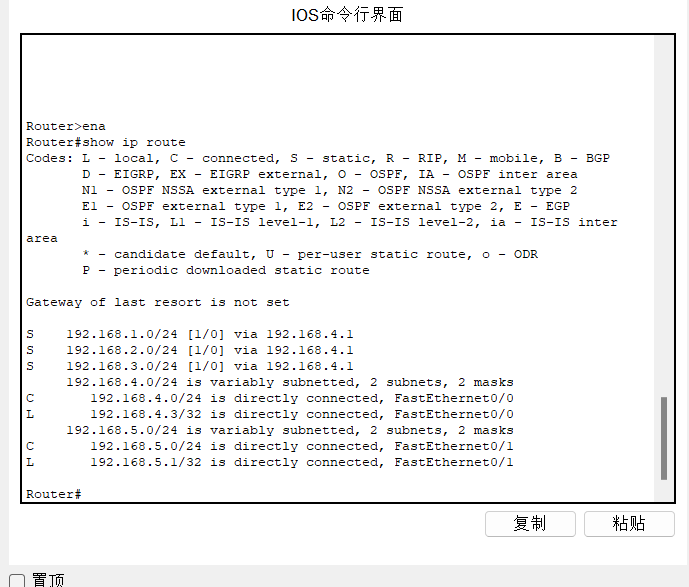 IOS命令行界面
Router>ena
Router#show ip route
Codes: L - local, C - connected, S - static, R - RIP, M - mobile, B - BGP
       D - EIGRP, EX - EIGRP external, O - OSPF, IA - OSPF inter area
       N1 - OSPF NSSA external type 1, N2 - OSPF NSSA external type 2
       E1 - OSPF external type 1, E2 - OSPF external type 2, E - EGP
       i - IS-IS, L1 - IS-IS level-1, L2 - IS-IS level-2, ia - IS-IS inter
area
       * - candidate default, U - per-user static route, o - ODR
       P - periodic downloaded static route
Gateway of last resort is not set
S    192.168.1.0/24 [1/0] via 192.168.4.1
S    192.168.2.0/24 [1/0] via 192.168.4.1
S    192.168.3.0/24 [1/0] via 192.168.4.1
     192.168.4.0/24 is variably subnetted, 2 subnets, 2 masks
C       192.168.4.0/24 is directly connected, FastEthernet0/0
L       192.168.4.3/32 is directly connected, FastEthernet0/0
     192.168.5.0/24 is variably subnetted, 2 subnets, 2 masks
C       192.168.5.0/24 is directly connected, FastEthernet0/1
L       192.168.5.1/32 is directly connected, FastEthernet0/1
Router#
复制 粘贴
置顶